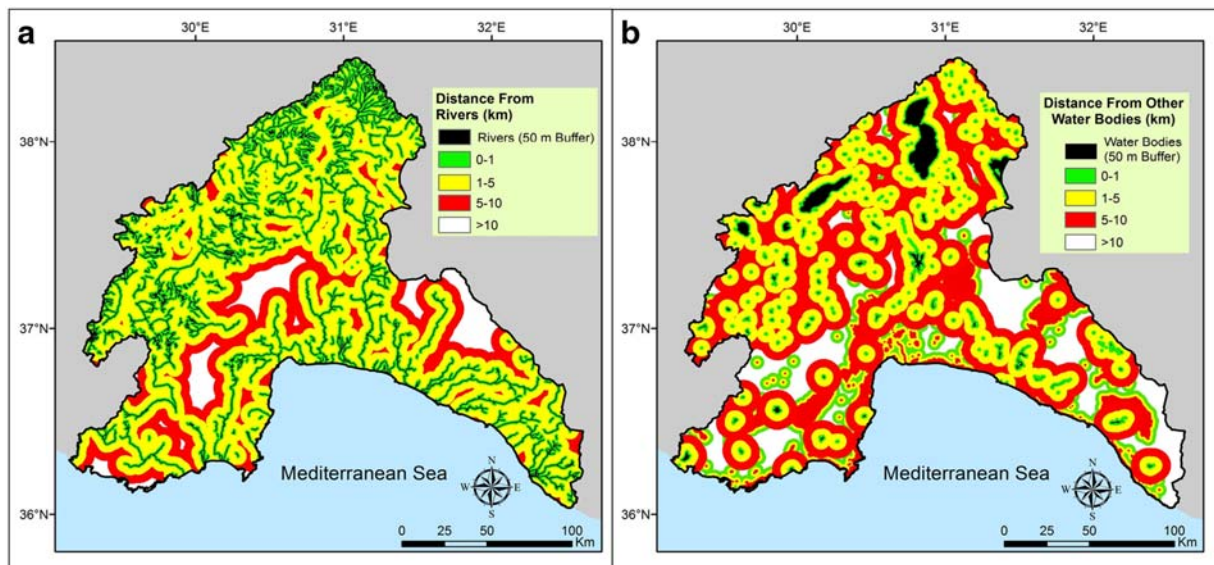 a
30°E 31°E 32°E
38°N
37°N
36°N
Distance From
Rivers (km)
Rivers (50 m Buffer)
0-1
1-5
5-10
>10
Mediterranean Sea
N
W E
S
0 25 50 100
Km
b
30°E 31°E 32°E
38°N
37°N
36°N
Distance From Other
Water Bodies (km)
Water Bodies
(50 m Buffer)
0-1
1-5
5-10
>10
Mediterranean Sea
N
W E
S
0 25 50 100
Km